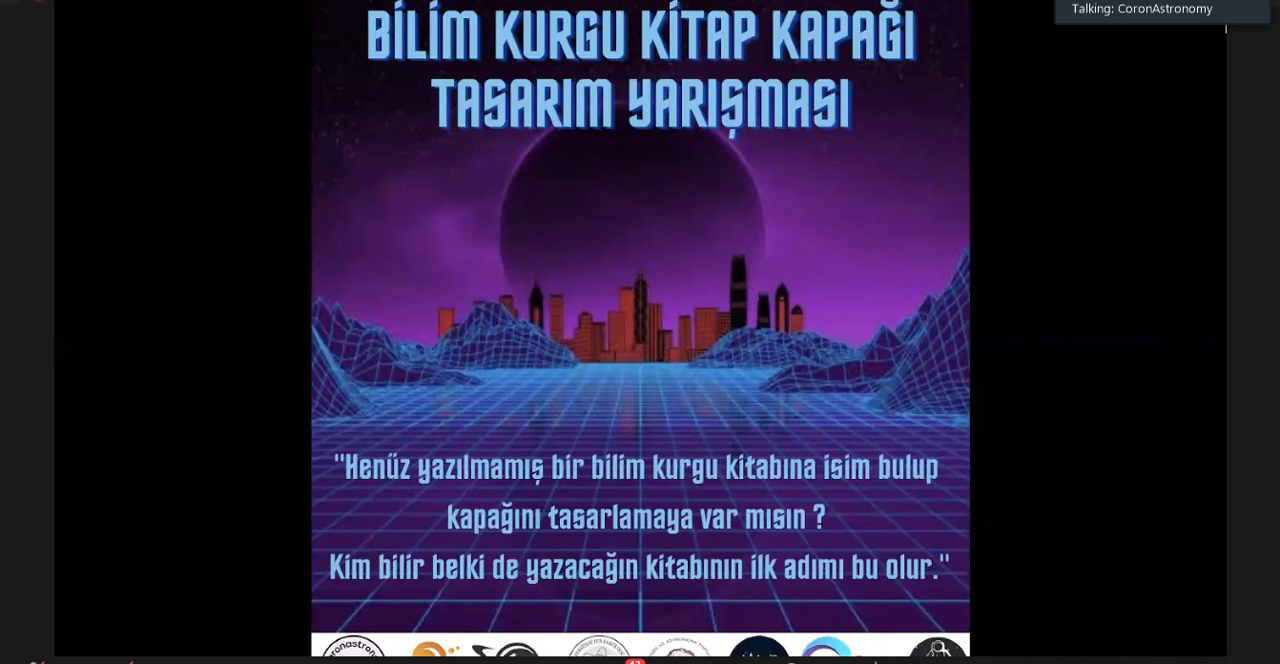 Talking: CoronAstronomy
BİLİM KURGU KİTAP KAPAĞI
TASARIM YARIŞMASI
"Henüz yazılmamış bir bilim kurgu kitabına isim bulup
kapağını tasarlamaya var mısın ?
Kim bilir belki de yazacağın kitabının ilk adımı bu olur."